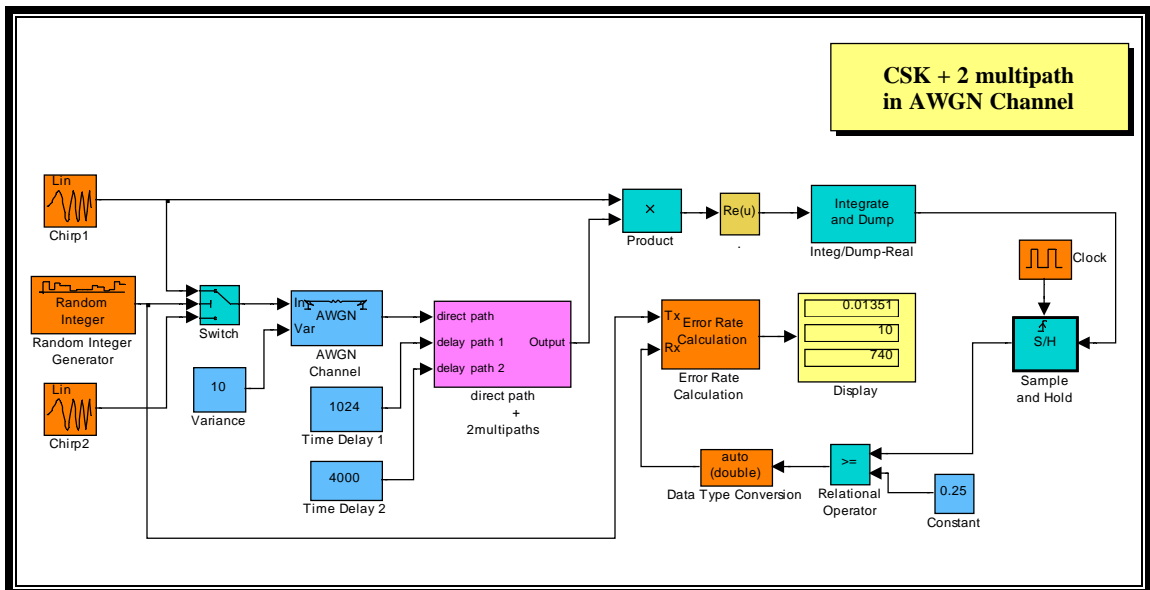 CSK + 2 multipath
in AWGN Channel
Lin
Chirp1
×
Product
Re(u)
.
Integrate
and Dump
Integ/Dump-Real
Clock
Random
Integer
Random Integer
Generator
Switch
In
Var
AWGN
AWGN
Channel
direct path
delay path 1
delay path 2
Output
direct path
+
2multipaths
Tx
Rx
Error Rate
Calculation
Error Rate
Calculation
0.01351
10
740
Display
S/H
Sample
and Hold
Lin
Chirp2
10
Variance
1024
Time Delay 1
4000
Time Delay 2
auto
(double)
Data Type Conversion
>=
Relational
Operator
0.25
Constant